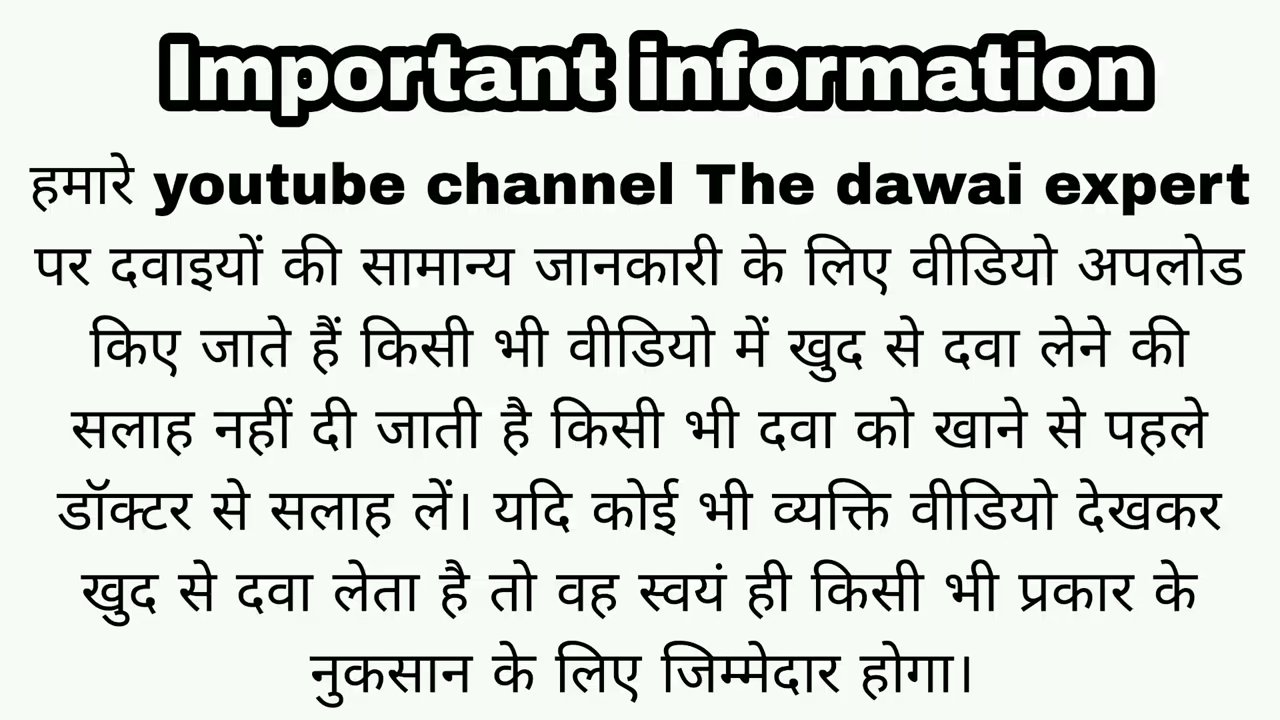 Important information
हमारे youtube channel The dawai expert
पर दवाइयों की सामान्य जानकारी के लिए वीडियो अपलोड
किए जाते हैं किसी भी वीडियो में खुद से दवा लेने की
सलाह नहीं दी जाती है किसी भी दवा को खाने से पहले
डॉक्टर से सलाह लें। यदि कोई भी व्यक्ति वीडियो देखकर
खुद से दवा लेता है तो वह स्वयं ही किसी भी प्रकार के
नुकसान के लिए जिम्मेदार होगा।